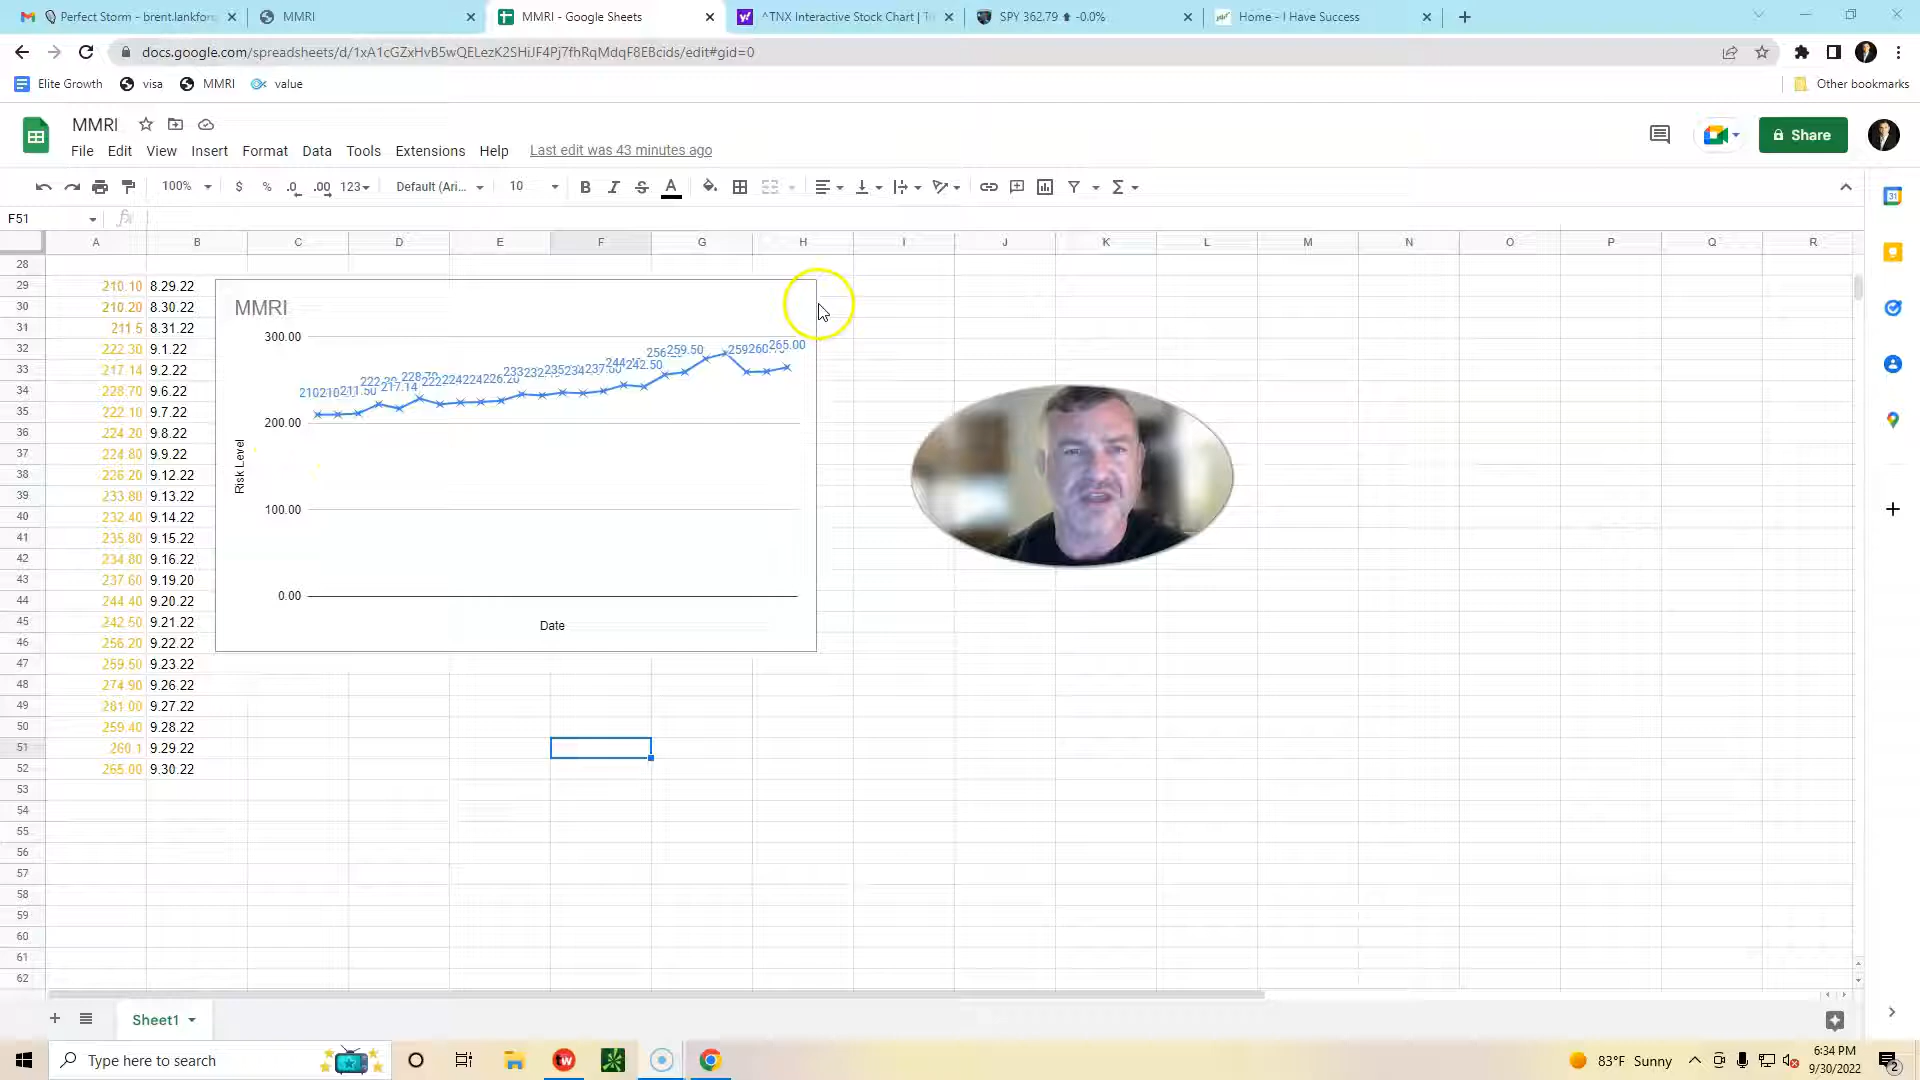 Perfect Storm - brent.lankfor
MMRI
MMRI - Google Sheets
^TNX Interactive Stock Chart | T
SPY 362.79 ⬆ -0.0%
Home - I Have Success
docs.google.com/spreadsheets/d/1xA1cGZxHvB5wQELezK2SHiJF4Pj7fhRqMdqF8EBcids/edit#gid=0
Elite Growth
visa
MMRI
value
Other bookmarks
MMRI
File Edit View Insert Format Data Tools Extensions Help Last edit was 43 minutes ago
Share
100% $ % .0 .00 123 Default (Ari... 10 B I S A
F51 fx
A B C D E F G H I J K L M N O P Q R
28
29 210.10 8.29.22
30 210.20 8.30.22
31 211.5 8.31.22
32 222.30 9.1.22
33 217.14 9.2.22
34 228.70 9.6.22
35 222.10 9.7.22
36 224.20 9.8.22
37 224.80 9.9.22
38 226.20 9.12.22
39 233.80 9.13.22
40 232.40 9.14.22
41 235.80 9.15.22
42 234.80 9.16.22
43 237.60 9.19.20
44 244.40 9.20.22
45 242.50 9.21.22
46 256.20 9.22.22
47 259.50 9.23.22
48 274.90 9.26.22
49 281.00 9.27.22
50 259.40 9.28.22
51 260.1 9.29.22
52 265.00 9.30.22
53
54
55
56
57
58
59
60
61
62
MMRI
300.00
200.00
100.00
0.00
Risk Level
Date
211.50
217.14
226.20
242.50
259.50
265.00
Sheet1
Type here to search
83°F Sunny
6:34 PM
9/30/2022
2
31